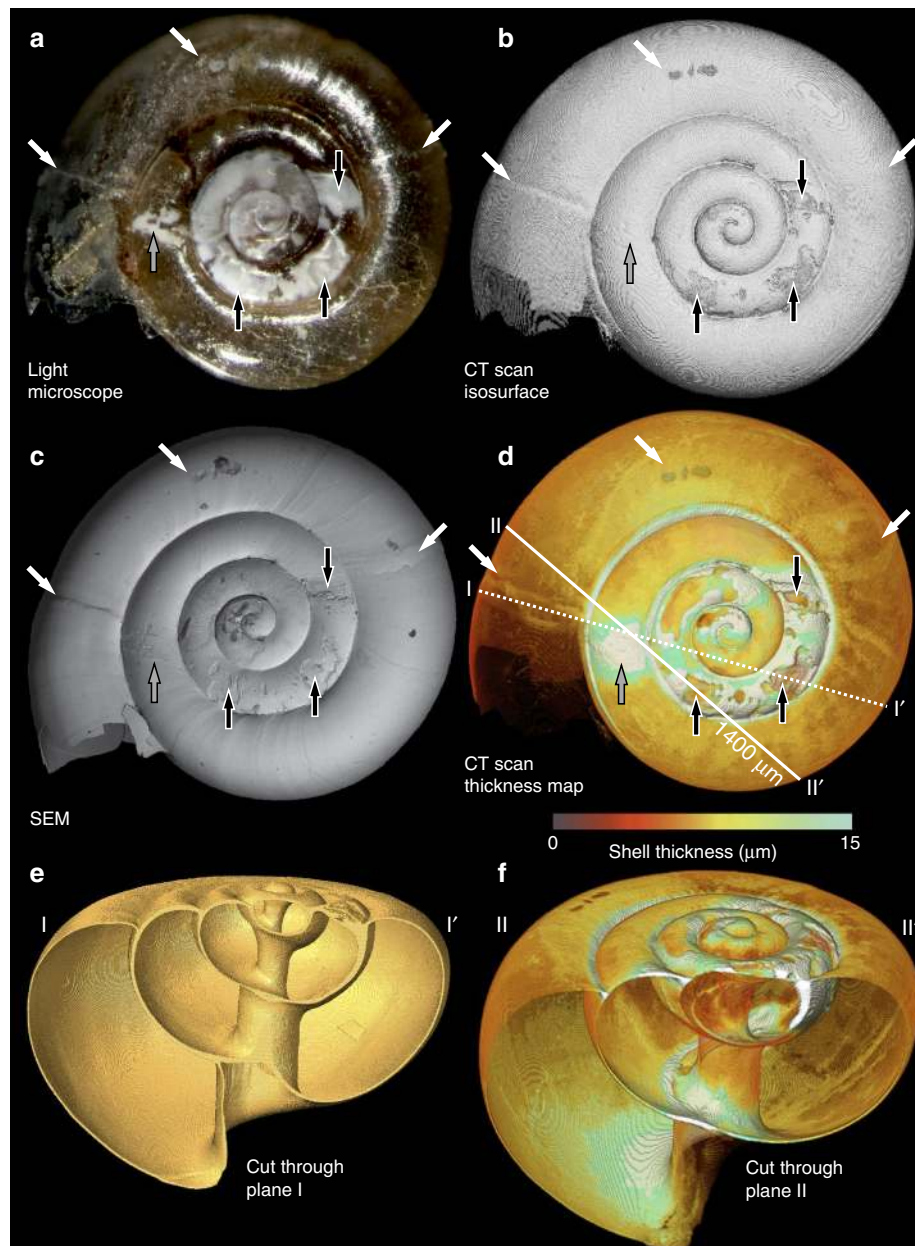 a
b
Light
microscope
CT scan
isosurface
c
d
II
I
I′
1400 μm
II′
SEM
CT scan
thickness map
0
15
Shell thickness (μm)
e
f
I
I′
II
II′
Cut through
plane I
Cut through
plane II